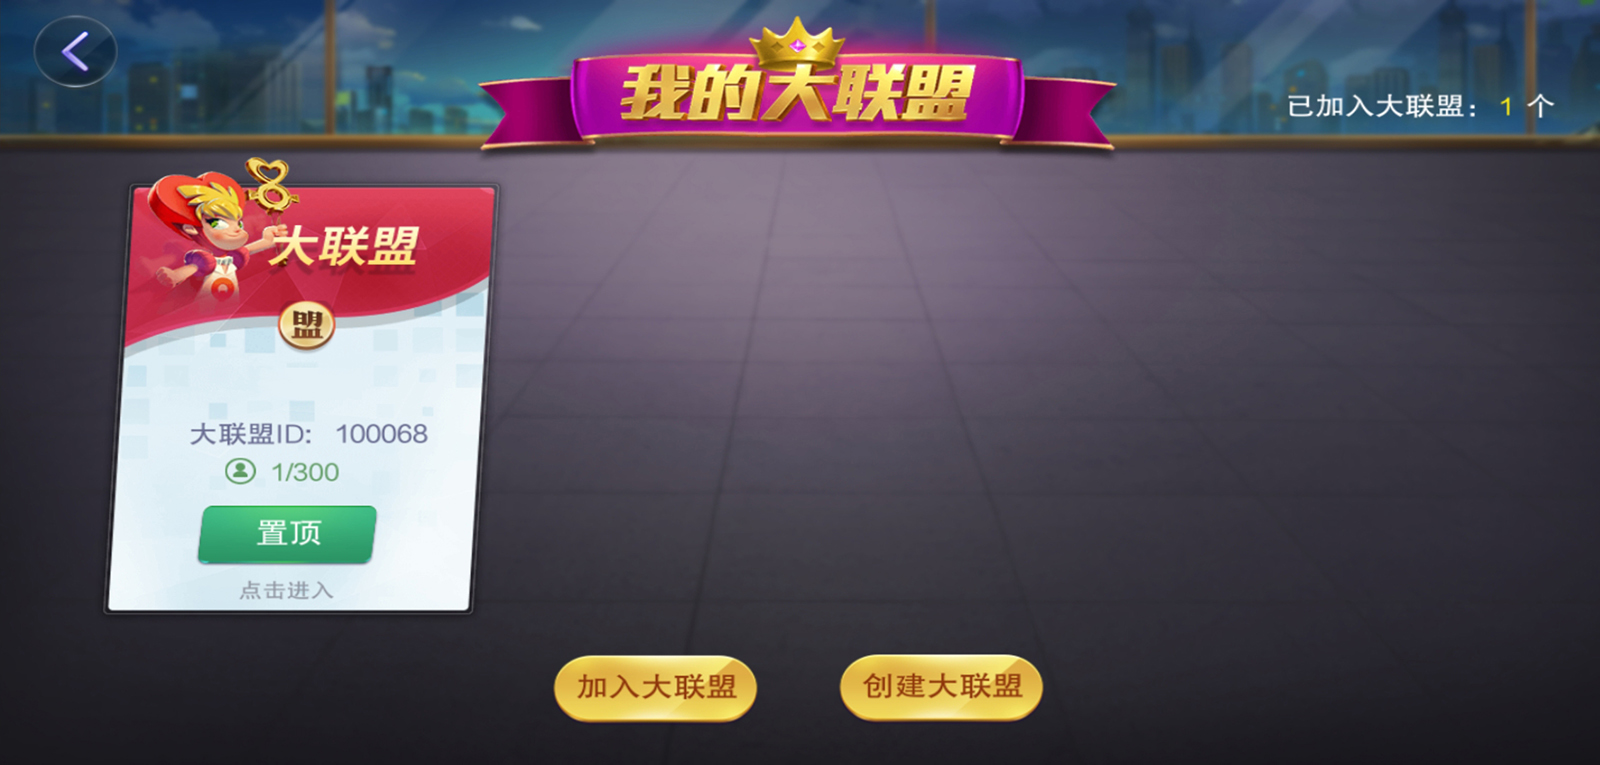 我的大联盟
已加入大联盟： 1 个
大联盟
盟
大联盟ID: 100068
1/300
置顶
点击进入
加入大联盟
创建大联盟